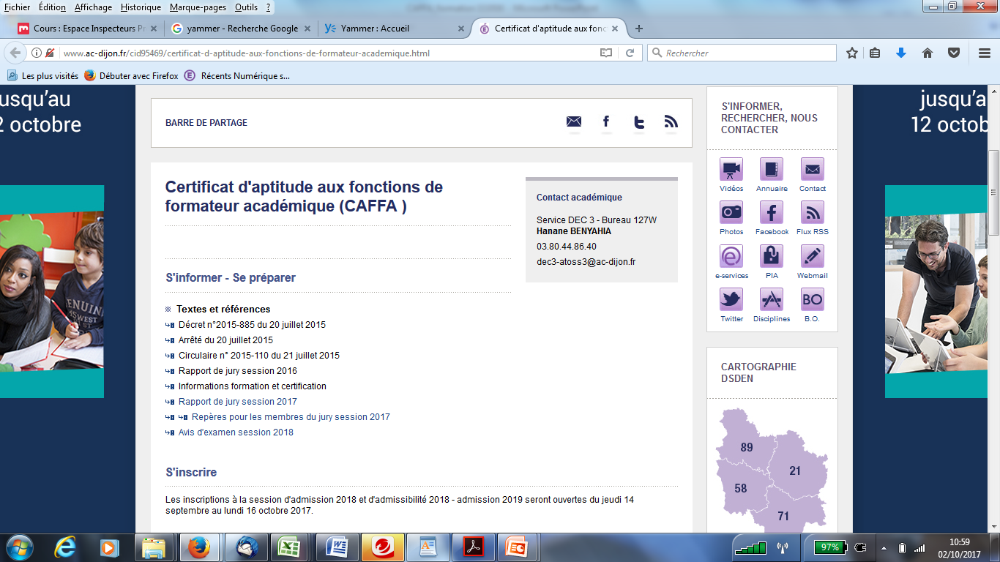 Fichier Édition Affichage Historique Marque-pages Outils ?
Cours : Espace Inspecteurs Pr
yammer - Recherche Google
Yammer : Accueil
Certificat d'aptitude aux fonc
www.ac-dijon.fr/cid95469/certificat-d-aptitude-aux-fonctions-de-formateur-academique.html
Rechercher
Les plus visités Débuter avec Firefox Récents Numérique s...
usqu'au
2 octobre
BARRE DE PARTAGE
Certificat d'aptitude aux fonctions de
formateur académique (CAFFA )
Contact académique
Service DEC 3 - Bureau 127W
Hanane BENYAHIA
03.80.44.86.40
dec3-atoss3@ac-dijon.fr
S'informer - Se préparer
Textes et références
Décret n°2015-885 du 20 juillet 2015
Arrêté du 20 juillet 2015
Circulaire n° 2015-110 du 21 juillet 2015
Rapport de jury session 2016
Informations formation et certification
Rapport de jury session 2017
Repères pour les membres du jury session 2017
Avis d'examen session 2018
S'inscrire
Les inscriptions à la session d'admission 2018 et d'admissibilité 2018 - admission 2019 seront ouvertes du jeudi 14
septembre au lundi 16 octobre 2017.
S'INFORMER,
RECHERCHER, NOUS
CONTACTER
Vidéos Annuaire Contact
Photos Facebook Flux RSS
e-services PIA Webmail
BO
Twitter Disciplines B.O.
CARTOGRAPHIE
DSDEN
89
21
58
71
jusqu'a
12 octob
97%
10:59
02/10/2017